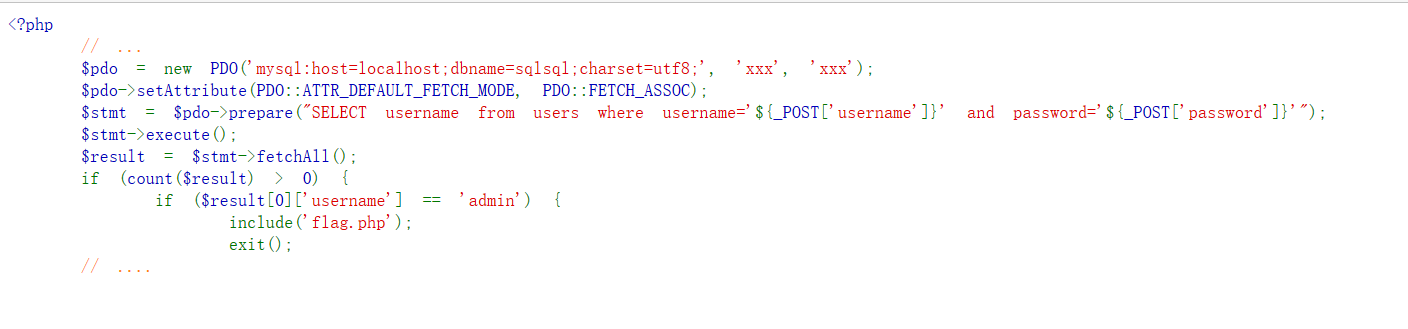 <?php
// ...
$pdo = new PDO('mysql:host=localhost;dbname=sqlsql;charset=utf8;', 'xxx', 'xxx');
$pdo->setAttribute(PDO::ATTR_DEFAULT_FETCH_MODE, PDO::FETCH_ASSOC);
$stmt = $pdo->prepare("SELECT username from users where username='${_POST['username']}' and password='${_POST['password']}'");
$stmt->execute();
$result = $stmt->fetchAll();
if (count($result) > 0) {
if ($result[0]['username'] == 'admin') {
include('flag.php');
exit();
// ....